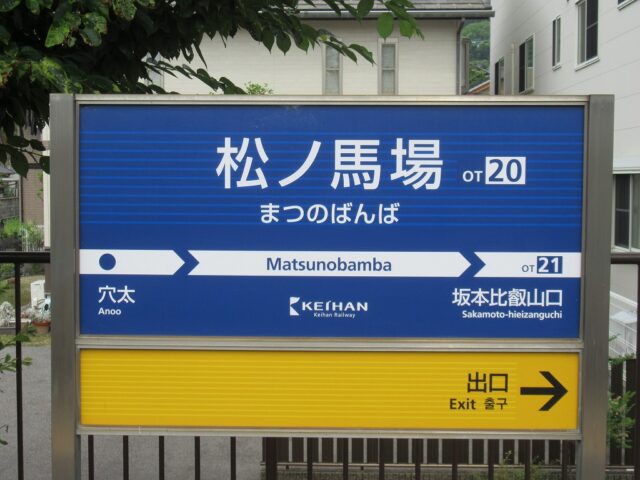 松ノ馬場 OT 20
まつのばんば
Matsunobamba
OT 21
穴太
Anoo
KEIHAN
Keihan Railway
坂本比叡山口
Sakamoto-hieizanguchi
出口
Exit 출구